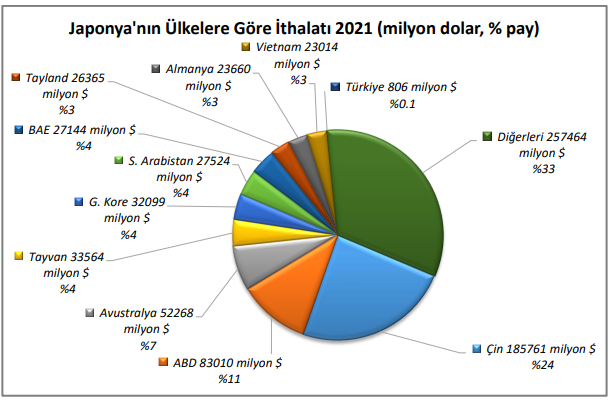 Japonya'nın Ülkelere Göre İthalatı 2021 (milyon dolar, % pay)
Vietnam 23014
milyon $
%3
Almanya 23660
milyon $
%3
Tayland 26365
milyon $
%3
Türkiye 806 milyon $
%0.1
BAE 27144 milyon $
%4
Diğerleri 257464
milyon $
%33
S. Arabistan 27524
milyon $
%4
G. Kore 32099
milyon $
%4
Tayvan 33564
milyon $
%4
Avustralya 52268
milyon $
%7
ABD 83010 milyon $
%11
Çin 185761 milyon $
%24